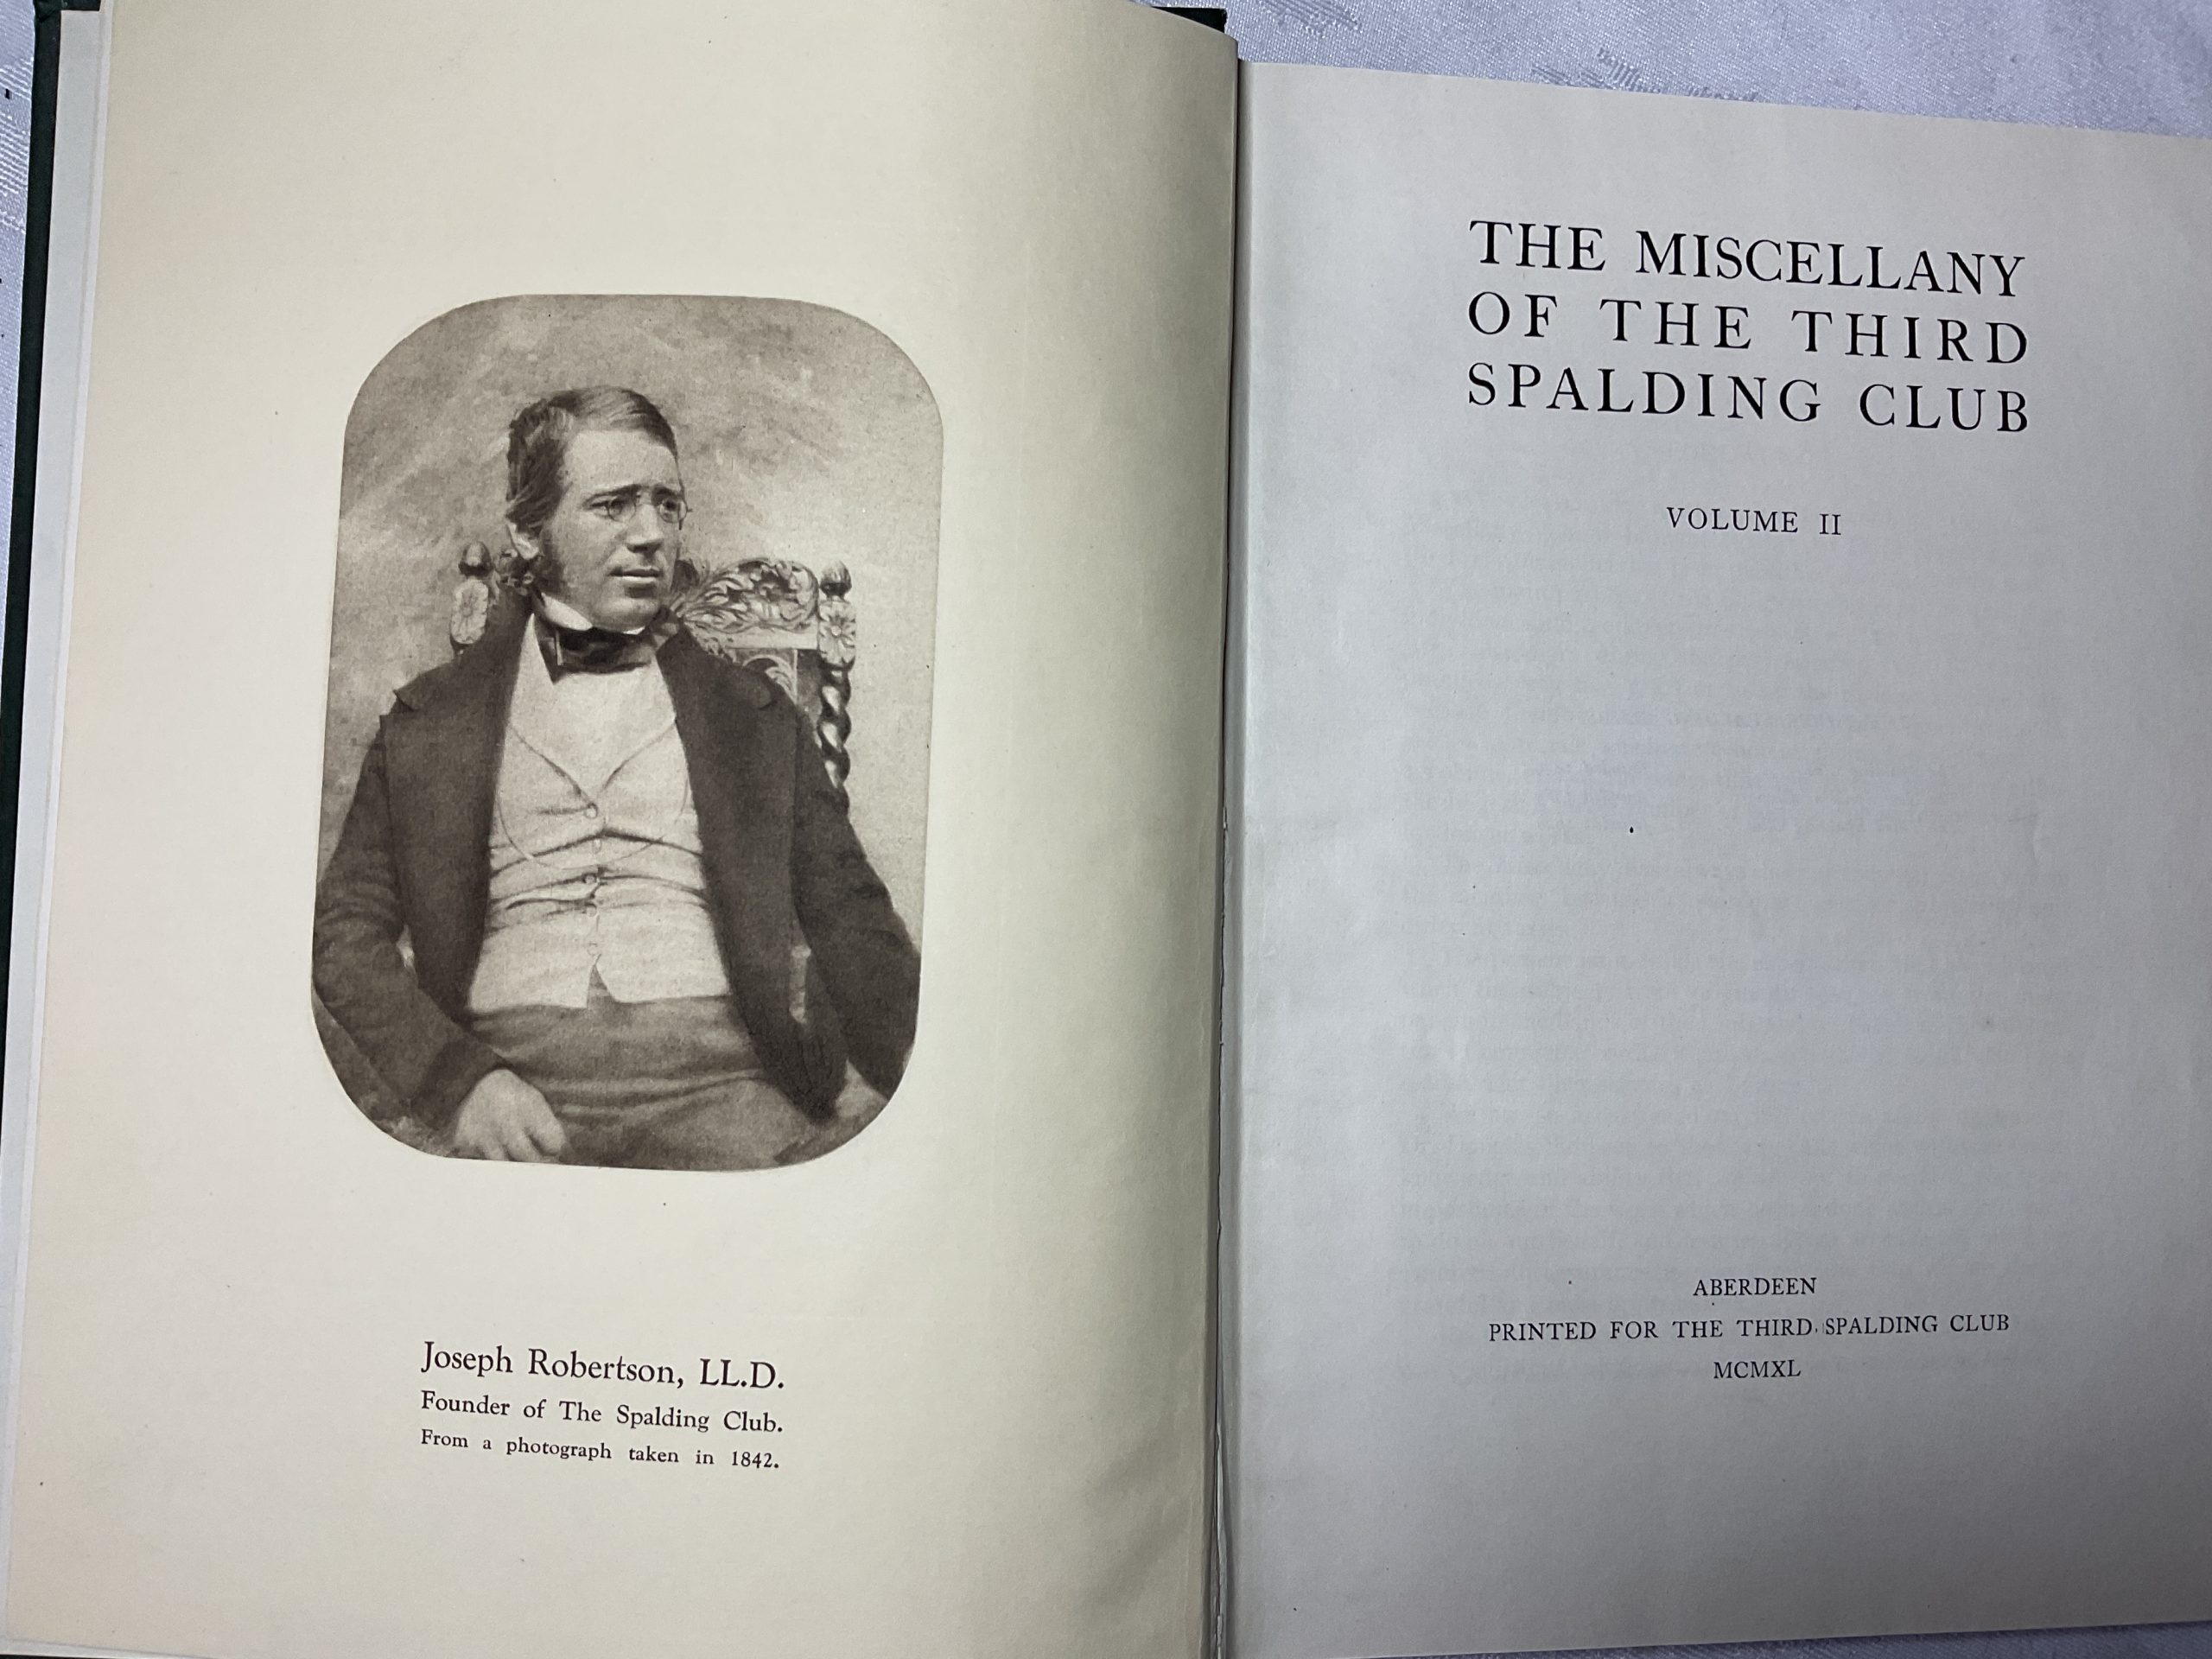 Joseph Robertson, LL.D.
Founder of The Spalding Club.
From a photograph taken in 1842.
THE MISCELLANY
OF THE THIRD
SPALDING CLUB
VOLUME II
ABERDEEN
PRINTED FOR THE THIRD SPALDING CLUB
MCMXL